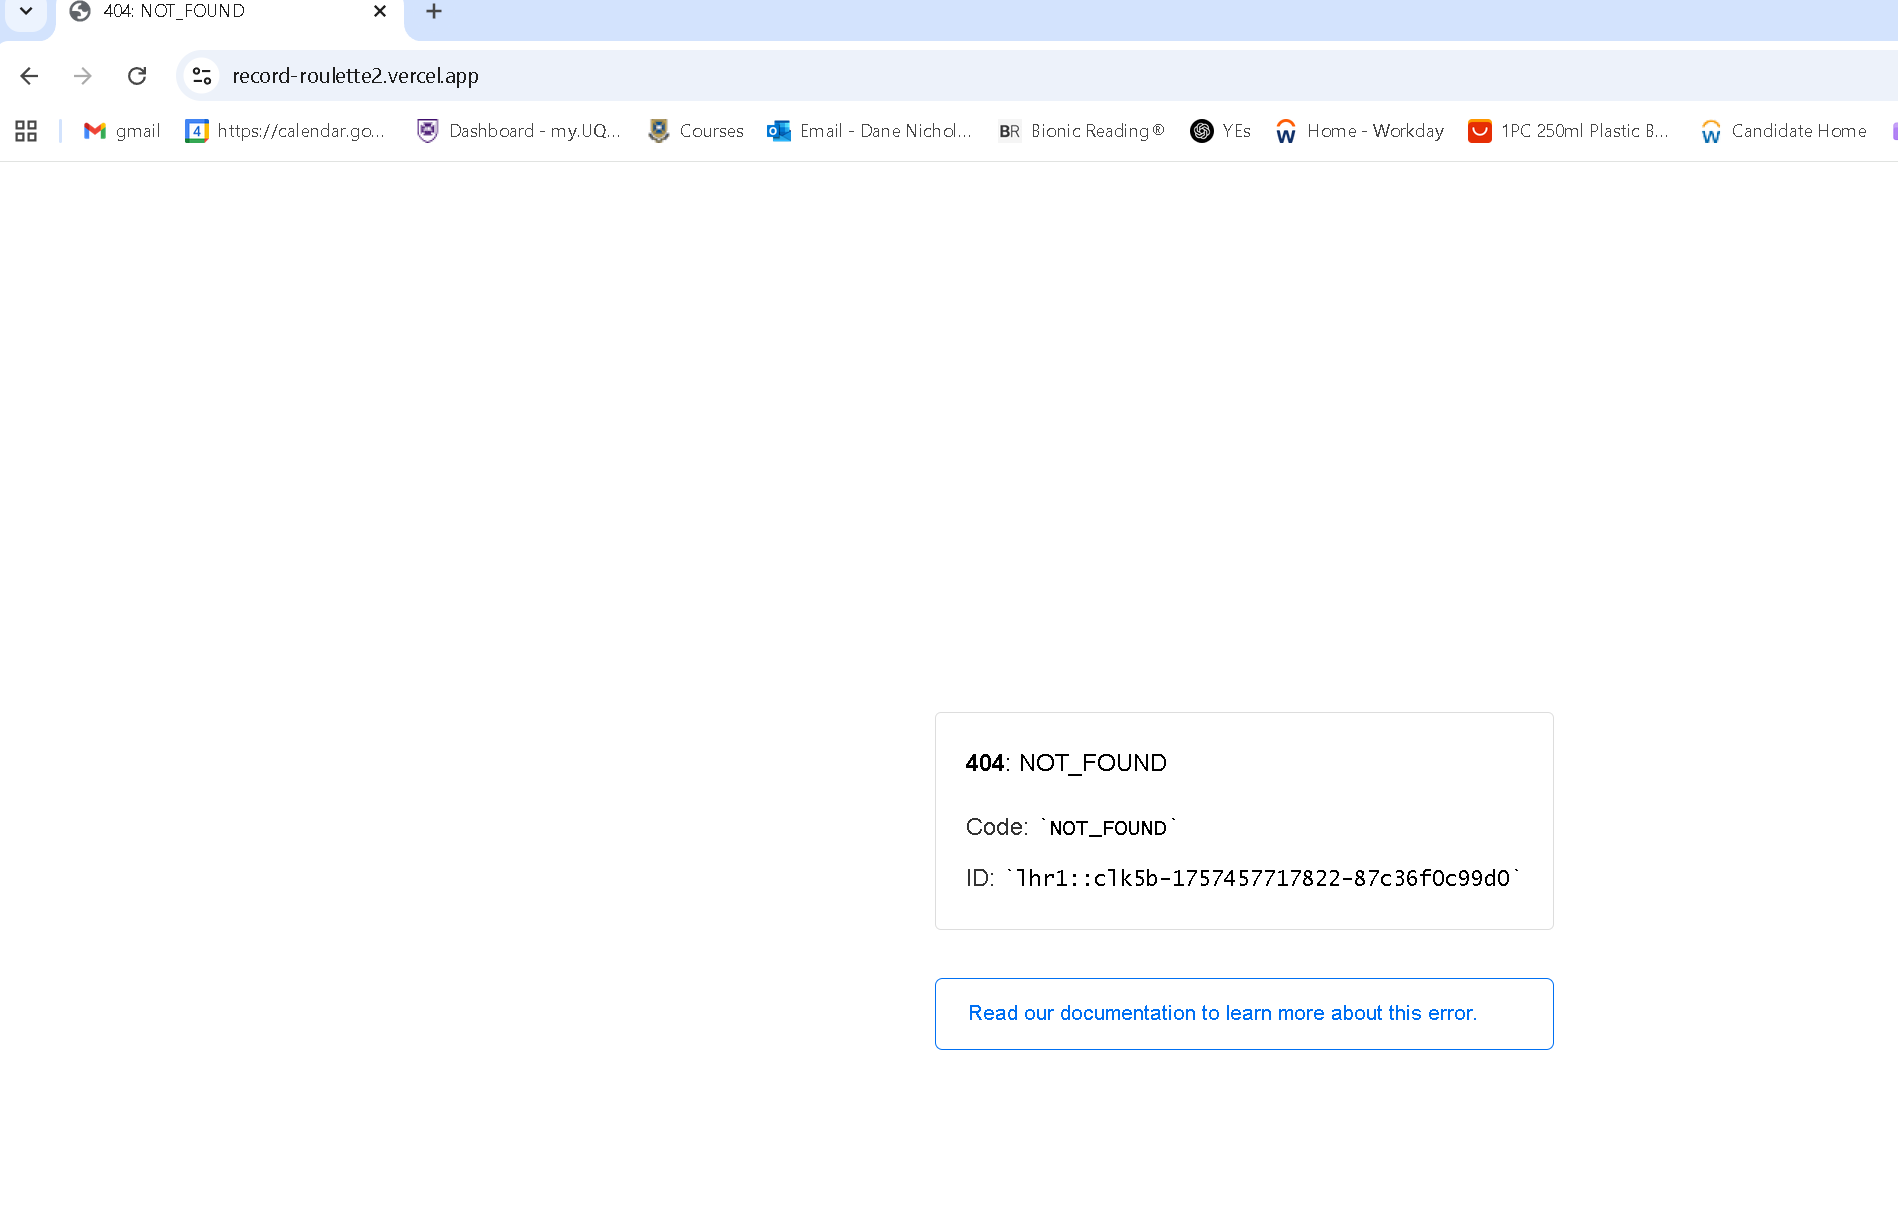 404: NOT_FOUND
record-roulette2.vercel.app
gmail https://calendar.go... Dashboard - my.UQ... Courses Email - Dane Nichol... BR Bionic Reading® YEs Home - Workday 1PC 250ml Plastic B... Candidate Home
404: NOT_FOUND
Code: `NOT_FOUND`
ID: `lhr1::clk5b-1757457717822-87c36f0c99d0`
Read our documentation to learn more about this error.